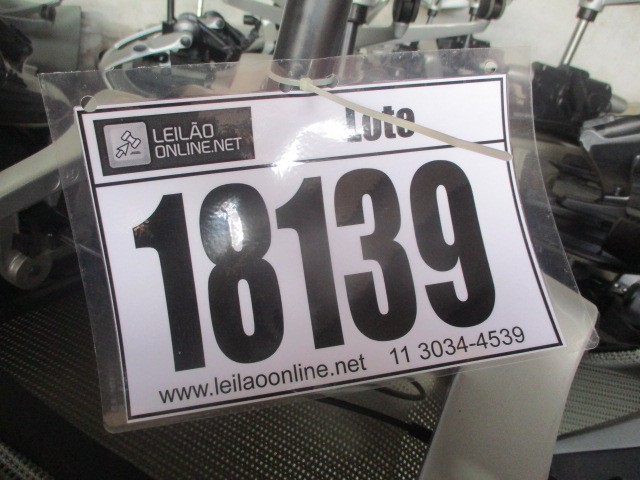 LEILÃO
ONLINE.NET
Lote
18139
www.leilaoonline.net 11 3034-4539